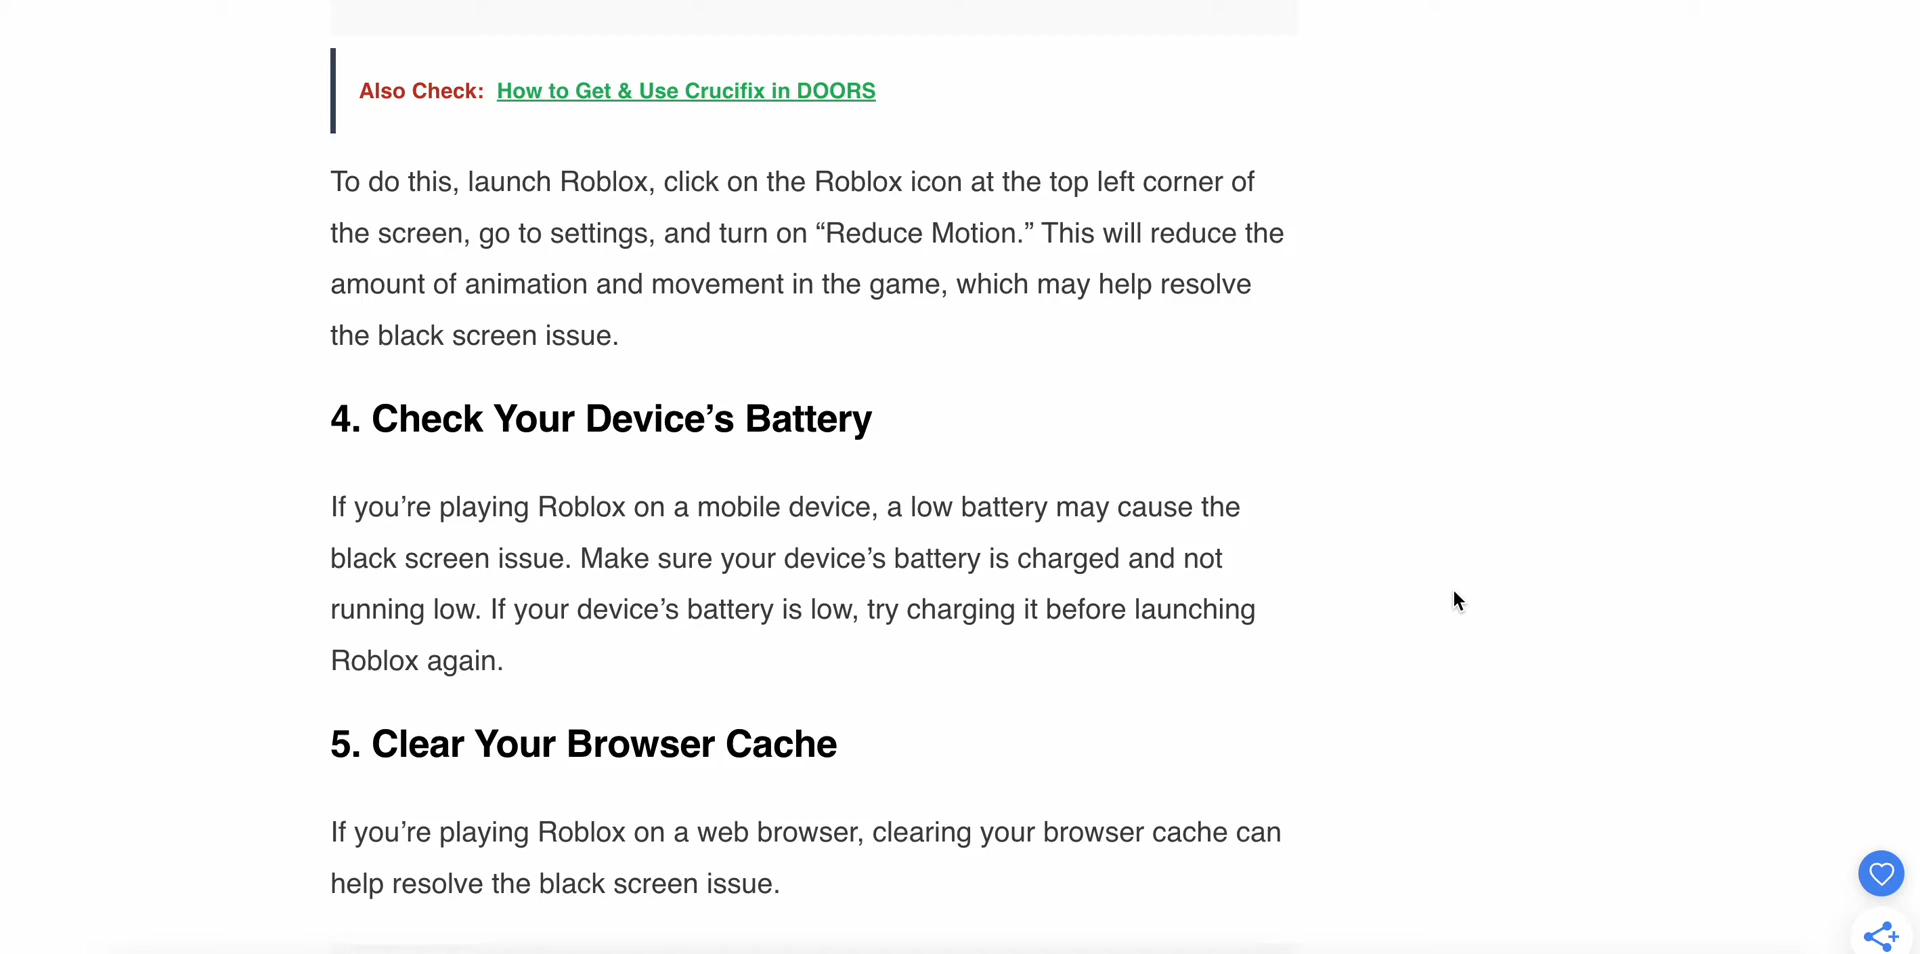 Also Check: How to Get & Use Crucifix in DOORS
To do this, launch Roblox, click on the Roblox icon at the top left corner of
the screen, go to settings, and turn on “Reduce Motion.” This will reduce the
amount of animation and movement in the game, which may help resolve
the black screen issue.
4. Check Your Device’s Battery
If you’re playing Roblox on a mobile device, a low battery may cause the
black screen issue. Make sure your device’s battery is charged and not
running low. If your device’s battery is low, try charging it before launching
Roblox again.
5. Clear Your Browser Cache
If you’re playing Roblox on a web browser, clearing your browser cache can
help resolve the black screen issue.